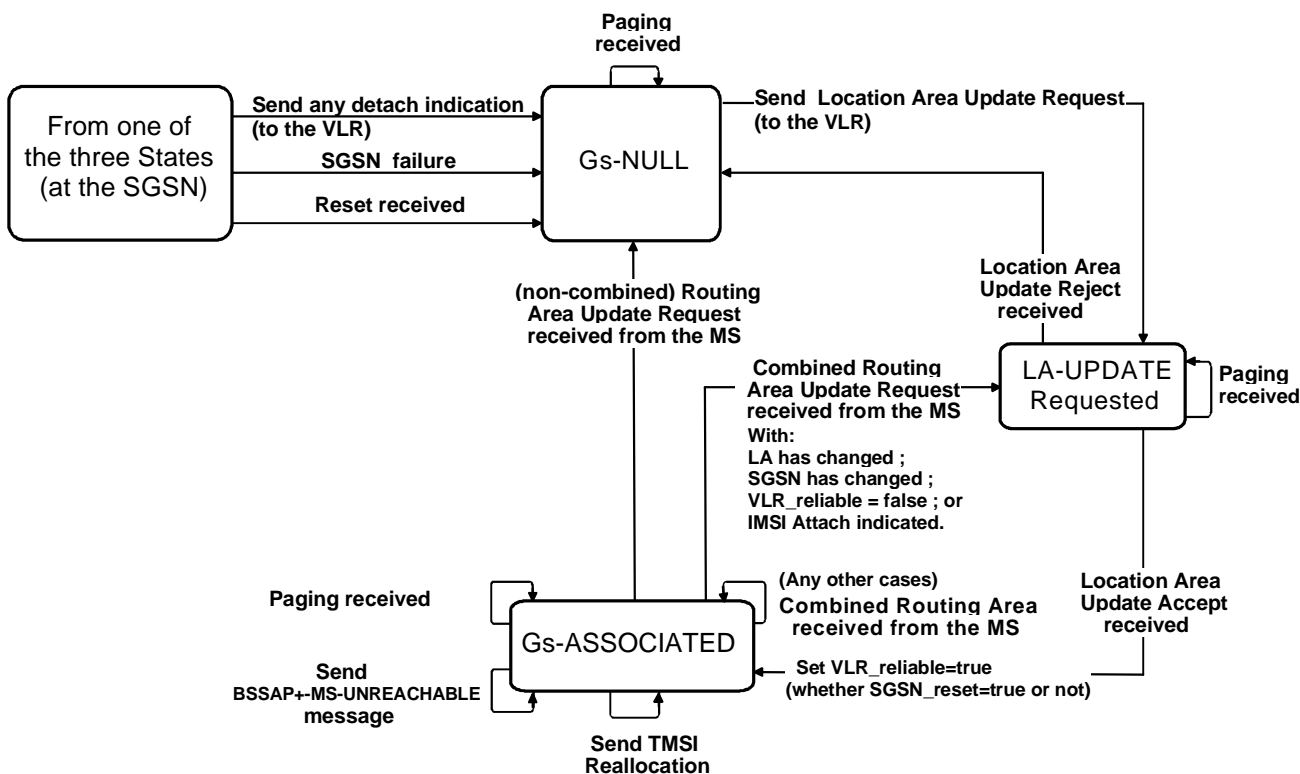 Paging
received
From one of
the three States
(at the SGSN)
Send any detach indication
(to the VLR)
SGSN failure
Reset received
Gs-NULL
Send Location Area Update Request
(to the VLR)
(non-combined) Routing
Area Update Request
received from the MS
Location Area
Update Reject
received
LA-UPDATE
Requested
Paging
received
Combined Routing
Area Update Request
received from the MS
With:
LA has changed ;
SGSN has changed ;
VLR_reliable = false ; or
IMSI Attach indicated.
Paging received
Gs-ASSOCIATED
(Any other cases)
Combined Routing Area
received from the MS
Location Area
Update Accept
received
Set VLR_reliable=true
(whether SGSN_reset=true or not)
Send
BSSAP+-MS-UNREACHABLE
message
Send TMSI
Reallocation